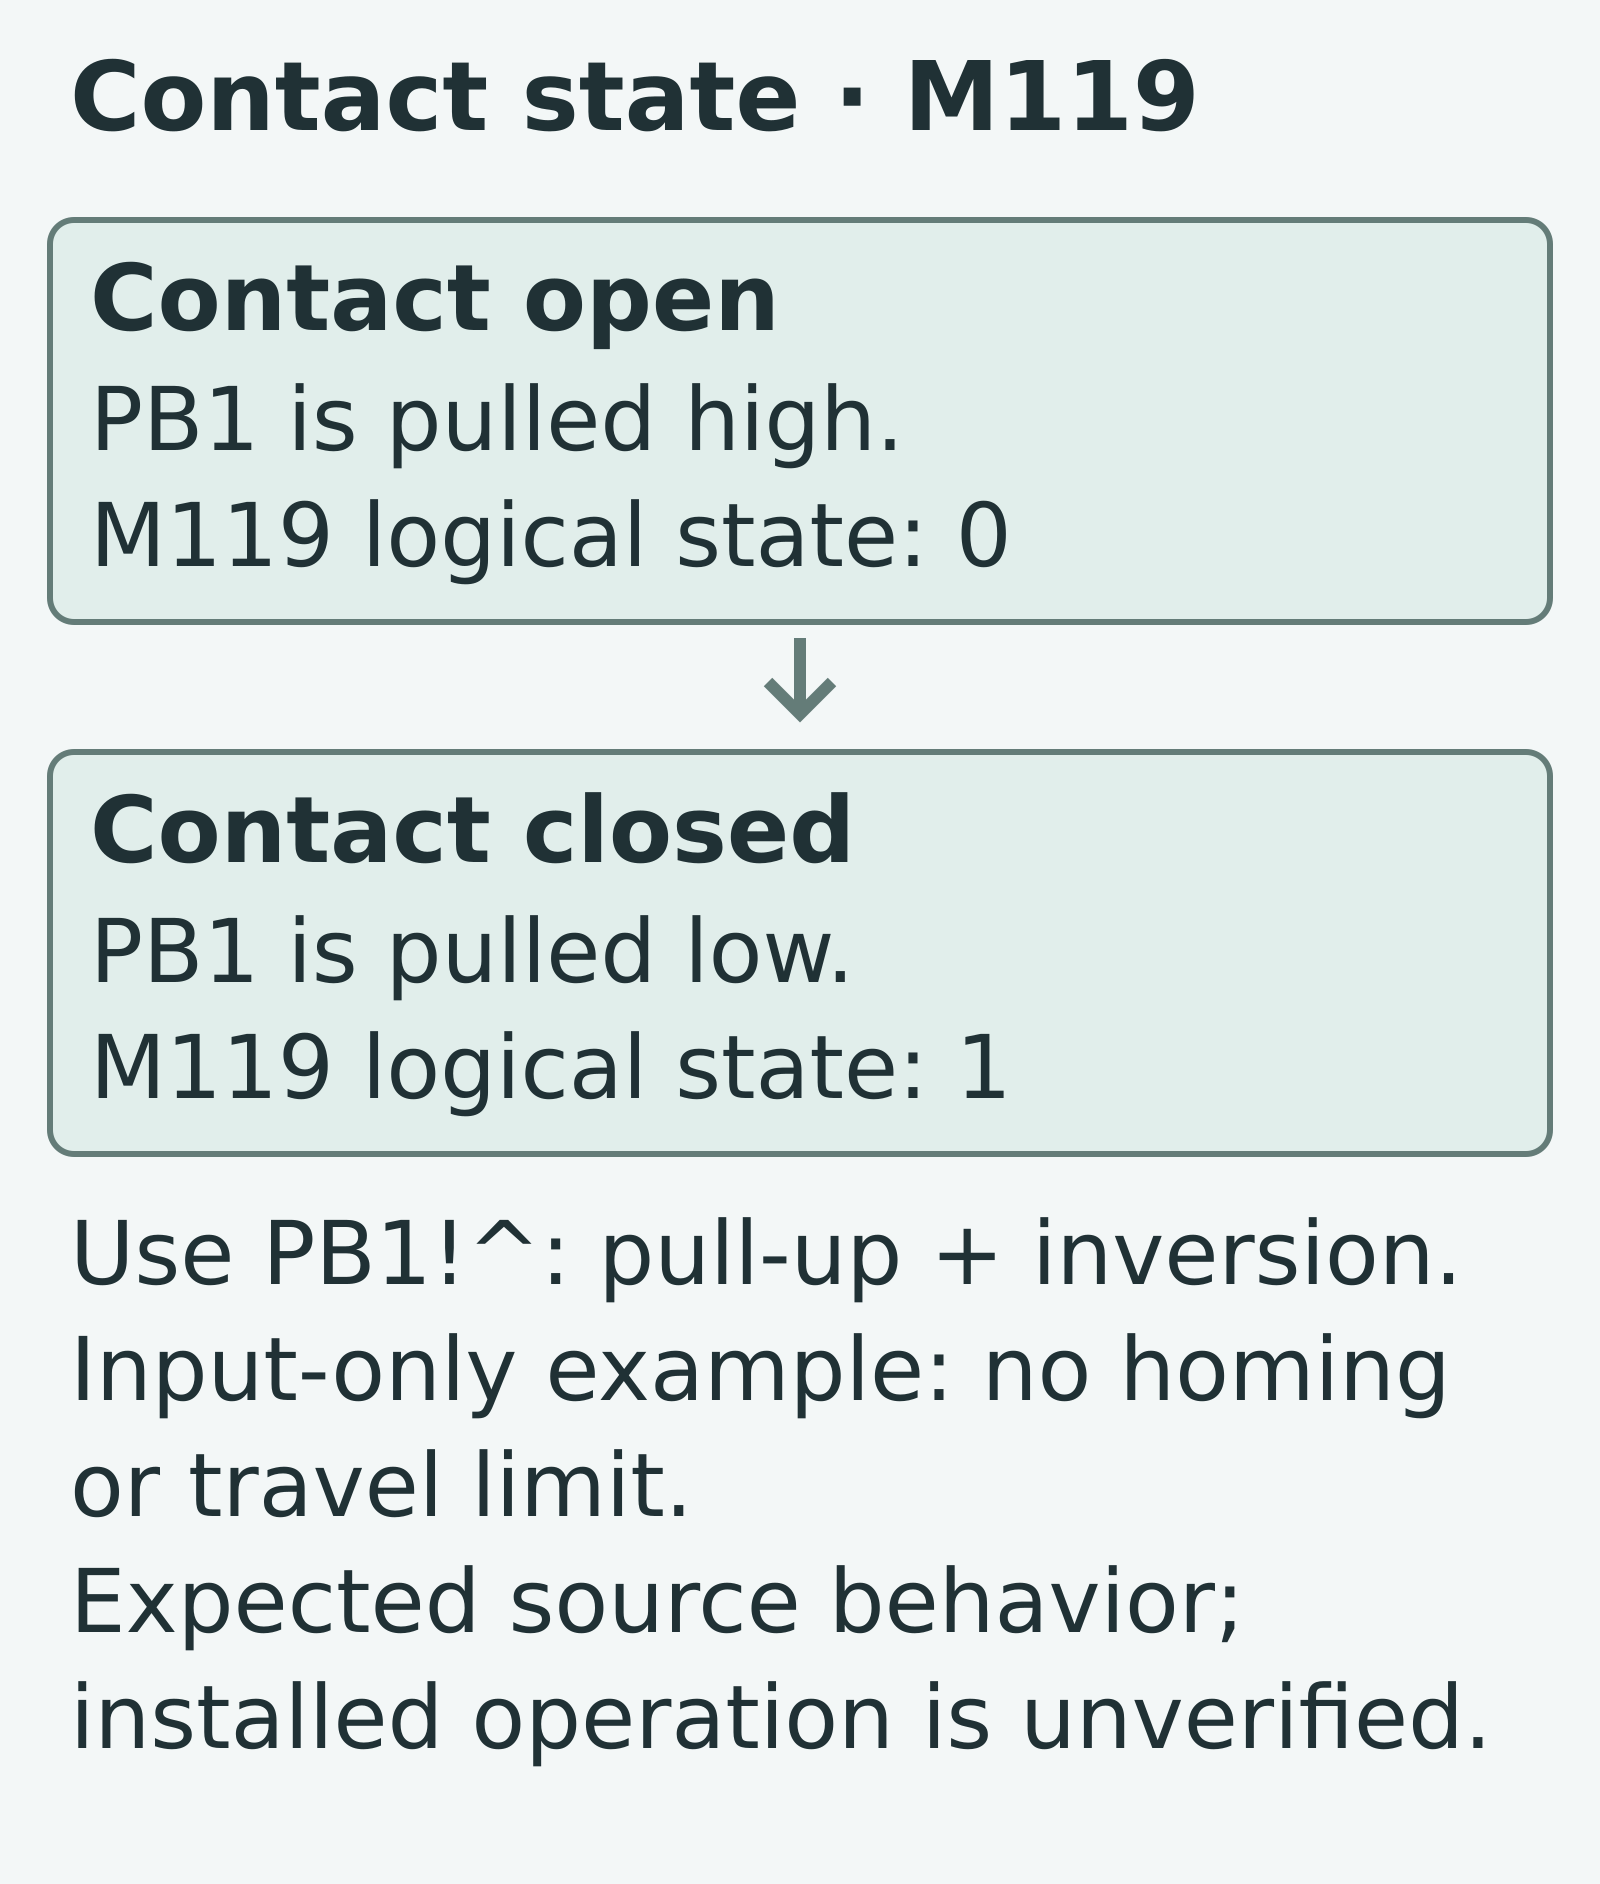 Contact state · M119
Contact open
PB1 is pulled high.
M119 logical state: 0
Contact closed
PB1 is pulled low.
M119 logical state: 1
Use PB1!^: pull-up + inversion.
Input-only example: no homing
or travel limit.
Expected source behavior;
installed operation is unverified.